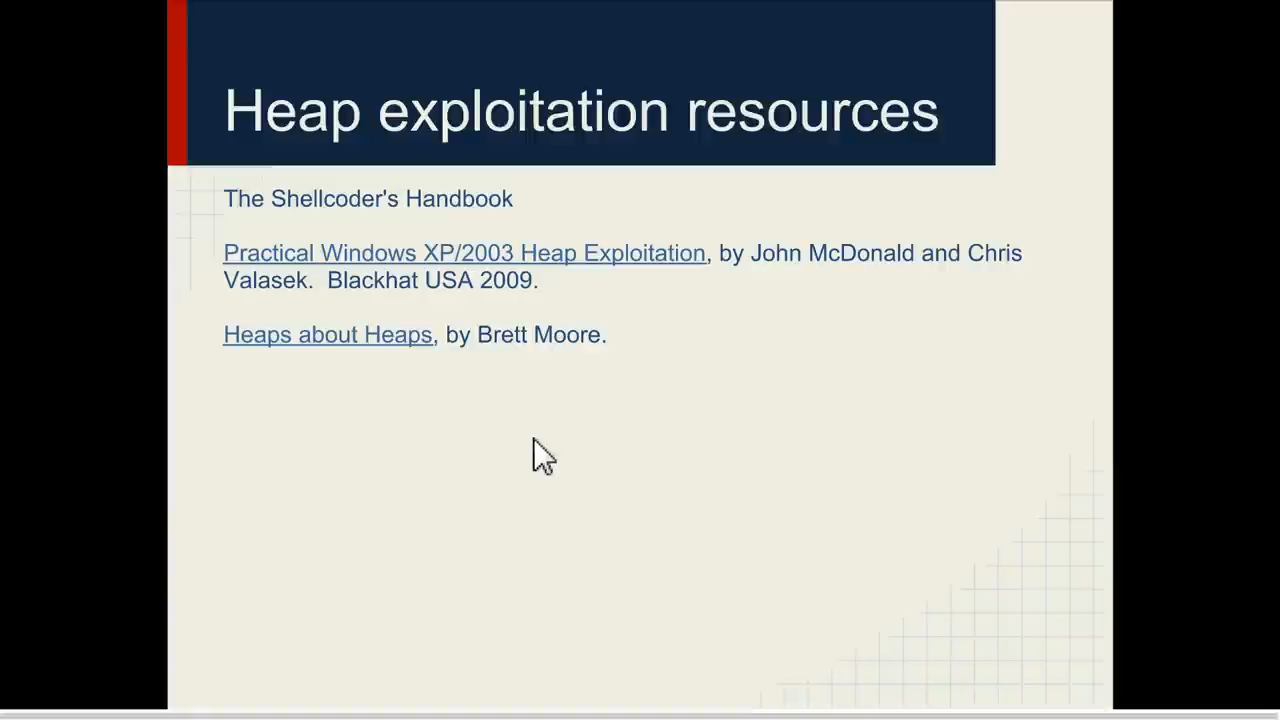 Heap exploitation resources
The Shellcoder's Handbook
Practical Windows XP/2003 Heap Exploitation, by John McDonald and Chris
Valasek.  Blackhat USA 2009.
Heaps about Heaps, by Brett Moore.